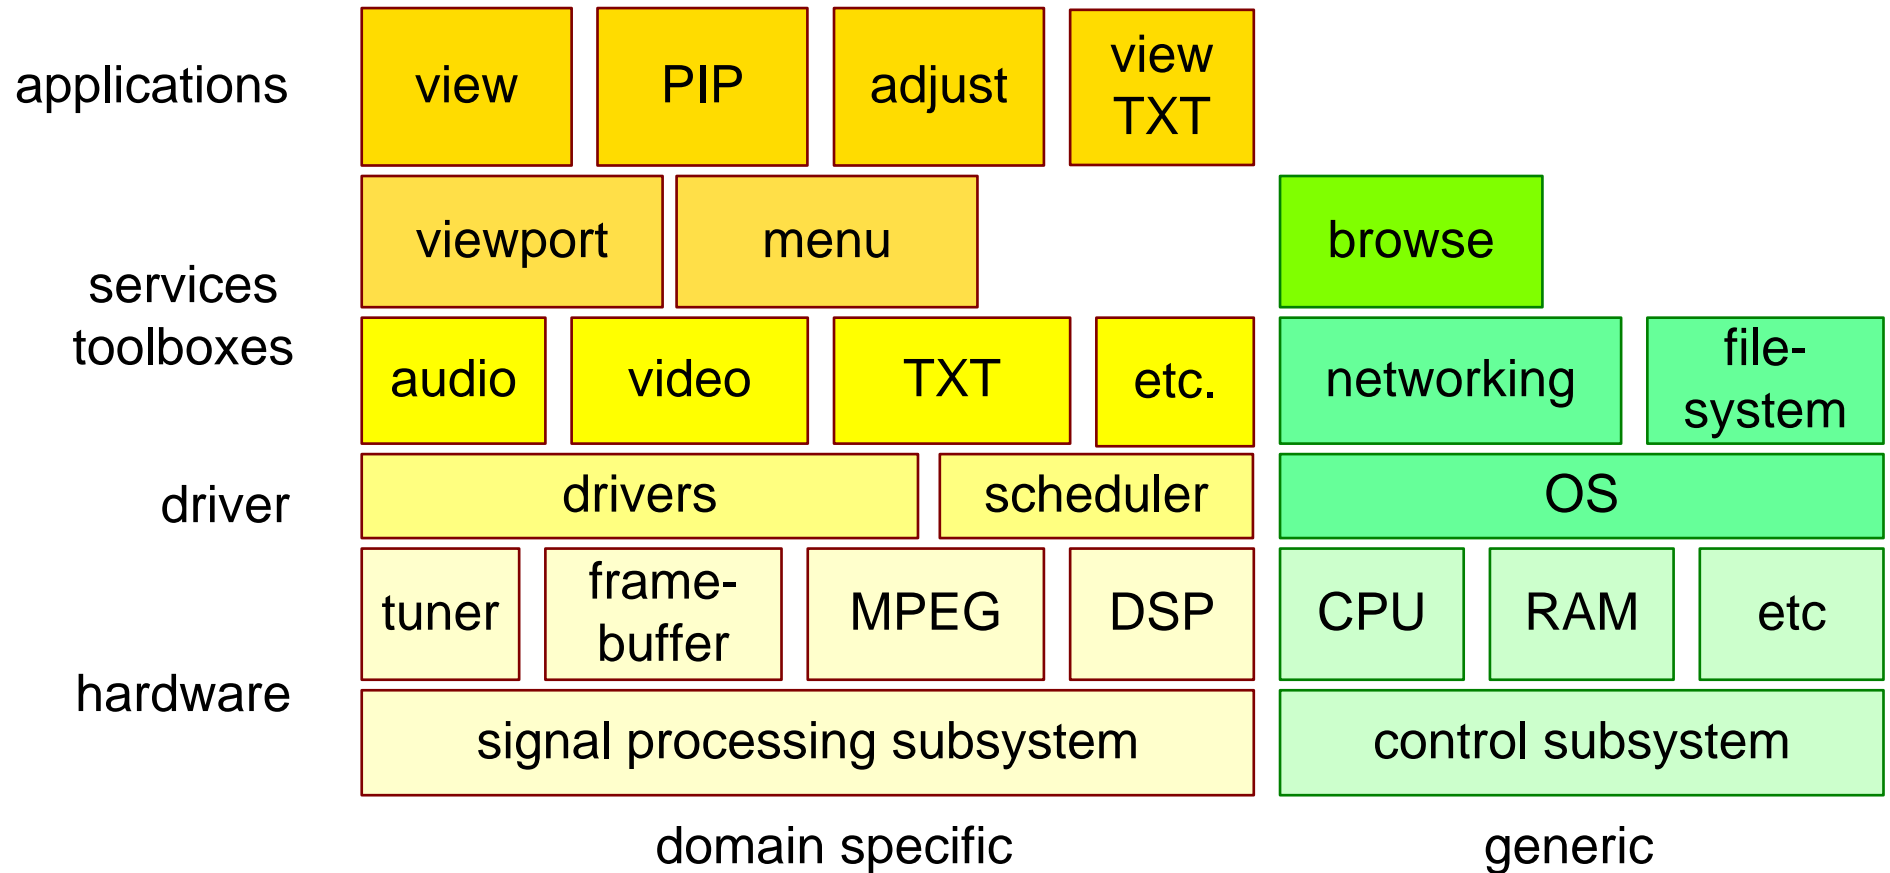 applications
view
PIP
adjust
view
TXT
services
toolboxes
viewport
menu
browse
audio
video
TXT
etc.
networking
file-
system
driver
drivers
scheduler
OS
hardware
tuner
frame-
buffer
MPEG
DSP
CPU
RAM
etc
signal processing subsystem
control subsystem
domain specific
generic